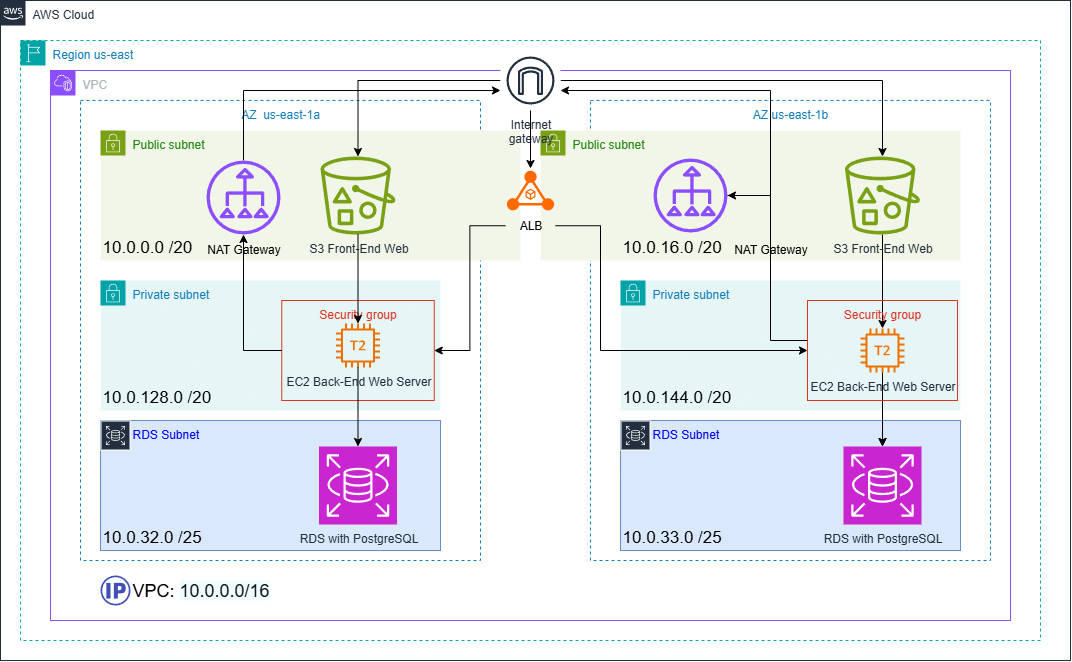 aws
AWS Cloud
Region us-east
VPC
AZ us-east-1a
AZ us-east-1b
Internet
gateway
Public subnet
Public subnet
ALB
10.0.0.0 /20
NAT Gateway
S3 Front-End Web
10.0.16.0 /20
NAT Gateway
S3 Front-End Web
Private subnet
Private subnet
Security group
Security group
T2
T2
EC2 Back-End Web Server
EC2 Back-End Web Server
10.0.128.0 /20
10.0.144.0 /20
RDS Subnet
RDS Subnet
10.0.32.0 /25
RDS with PostgreSQL
10.0.33.0 /25
RDS with PostgreSQL
IP VPC: 10.0.0.0/16